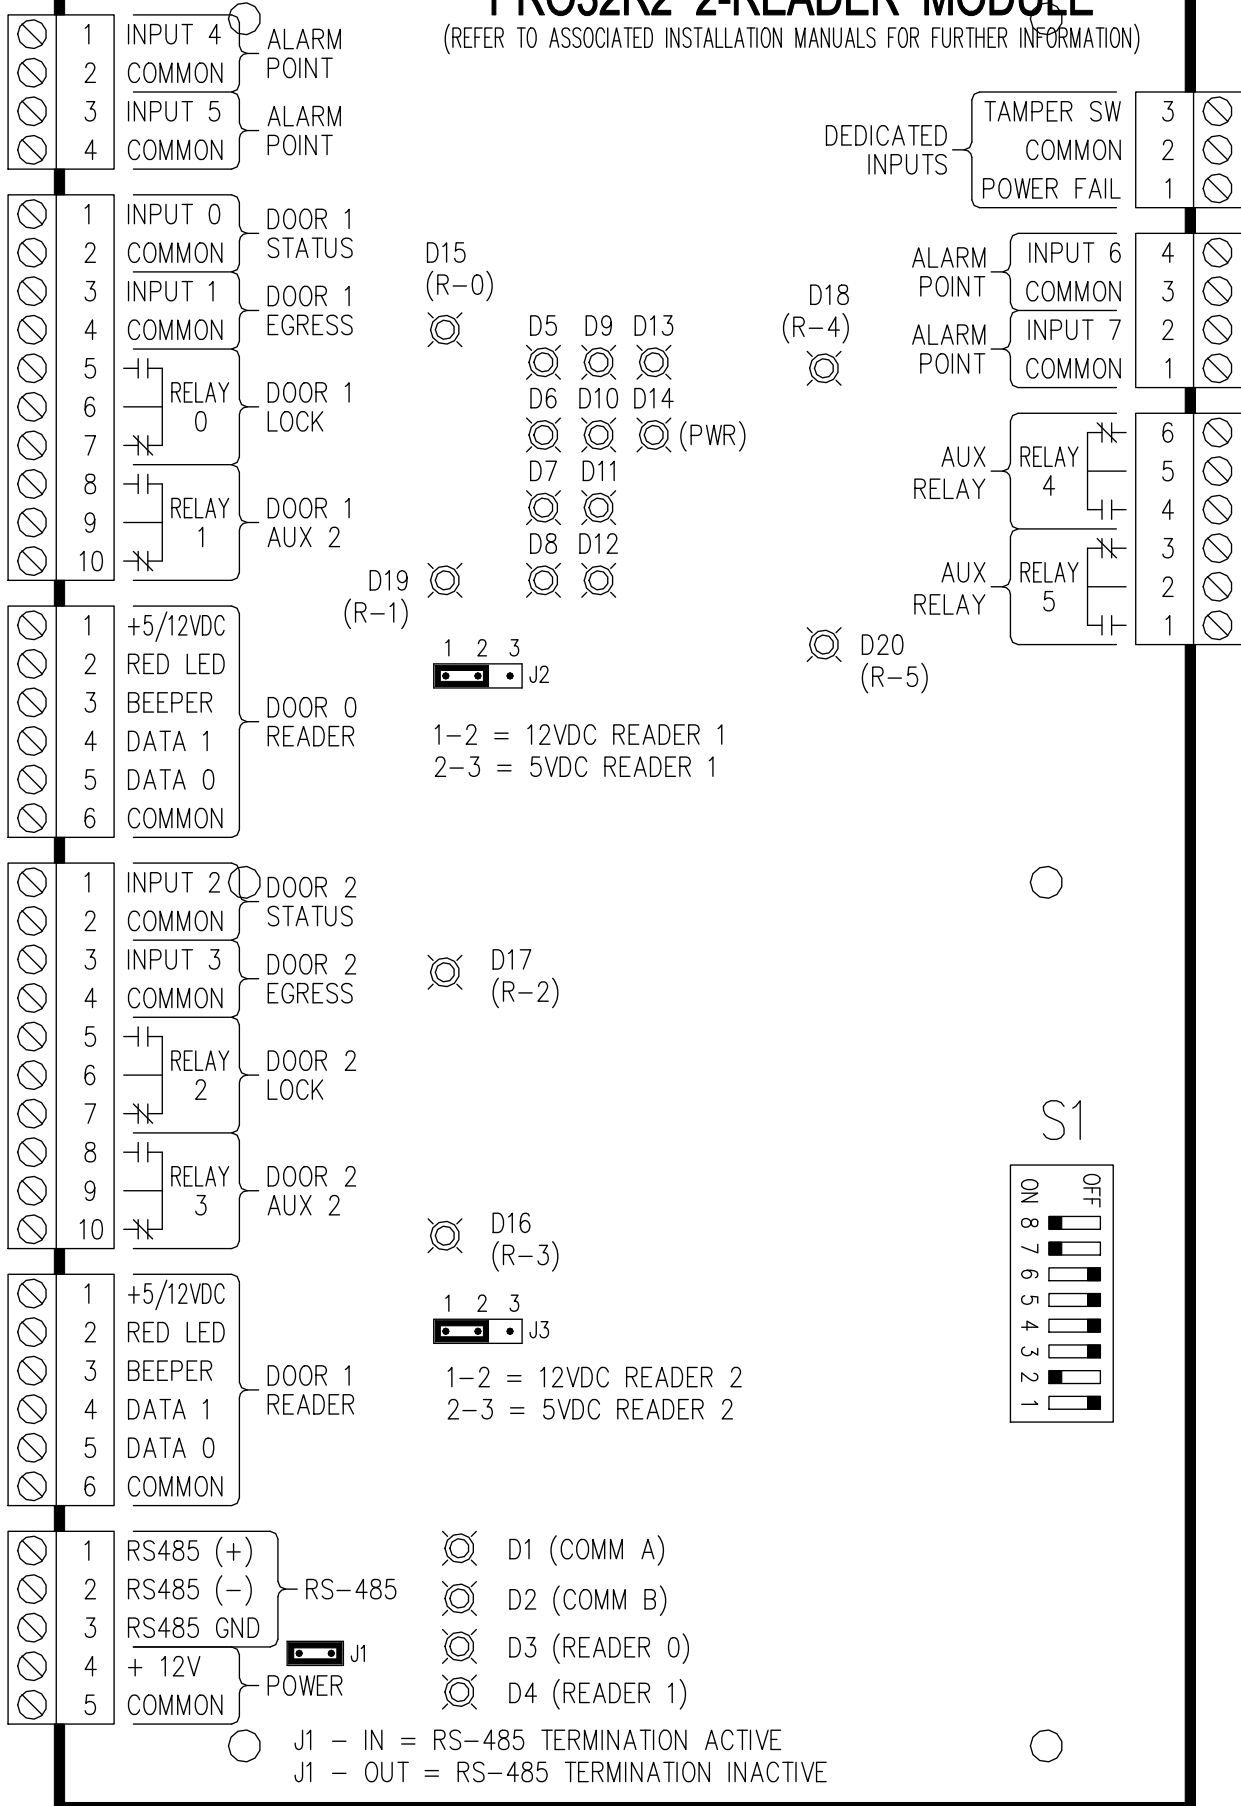 PRO32R2 2-READER MODULE
(REFER TO ASSOCIATED INSTALLATION MANUALS FOR FURTHER INFORMATION)
1 INPUT 4
2 COMMON
ALARM
POINT
3 INPUT 5
4 COMMON
ALARM
POINT
1 INPUT 0
2 COMMON
DOOR 1
STATUS
3 INPUT 1
4 COMMON
DOOR 1
EGRESS
5
6
7
RELAY
0
DOOR 1
LOCK
8
9
10
RELAY
1
DOOR 1
AUX 2
1 +5/12VDC
2 RED LED
3 BEEPER
4 DATA 1
5 DATA 0
6 COMMON
DOOR 0
READER
1 INPUT 2
2 COMMON
DOOR 2
STATUS
3 INPUT 3
4 COMMON
DOOR 2
EGRESS
5
6
7
RELAY
2
DOOR 2
LOCK
8
9
10
RELAY
3
DOOR 2
AUX 2
1 +5/12VDC
2 RED LED
3 BEEPER
4 DATA 1
5 DATA 0
6 COMMON
DOOR 1
READER
1 RS485 (+)
2 RS485 (-)
3 RS485 GND
RS-485
4 + 12V
5 COMMON
POWER
J1
D15
(R-0)
D5 D9 D13
D6 D10 D14
(PWR)
D7 D11
D8 D12
D18
(R-4)
D19
(R-1)
D20
(R-5)
1 2 3
J2
1-2 = 12VDC READER 1
2-3 = 5VDC READER 1
D17
(R-2)
D16
(R-3)
1 2 3
J3
1-2 = 12VDC READER 2
2-3 = 5VDC READER 2
D1 (COMM A)
D2 (COMM B)
D3 (READER 0)
D4 (READER 1)
J1 - IN = RS-485 TERMINATION ACTIVE
J1 - OUT = RS-485 TERMINATION INACTIVE
DEDICATED
INPUTS
TAMPER SW 3
COMMON 2
POWER FAIL 1
ALARM
POINT
INPUT 6 4
COMMON 3
ALARM
POINT
INPUT 7 2
COMMON 1
AUX
RELAY
RELAY
4
6
5
4
AUX
RELAY
RELAY
5
3
2
1
S1
ON OFF
8
7
6
5
4
3
2
1